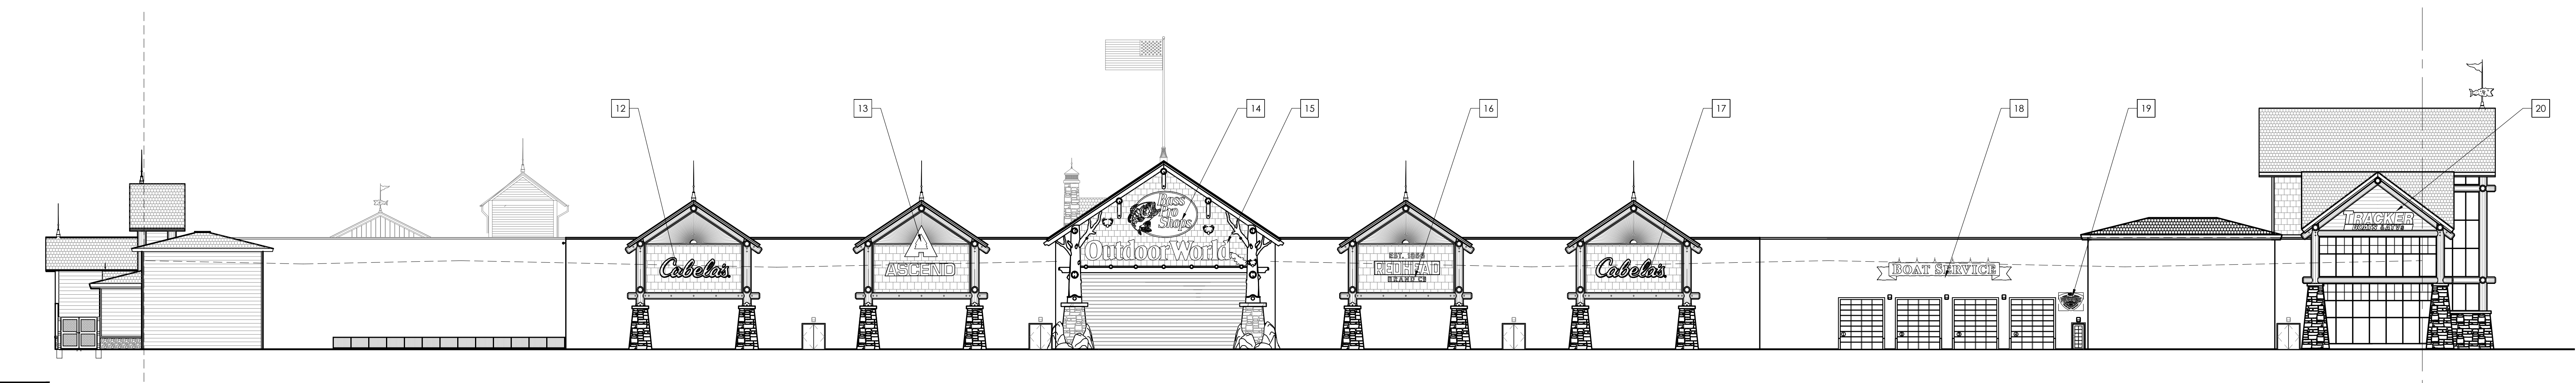 12
13
14
15
16
17
18
19
20
Cabela's
A
ASCEND
Bass
Pro
Shops
Outdoor World
EST. 1856
REDHEAD
BRAND CO
Cabela's
BOAT SERVICE
TRACKER